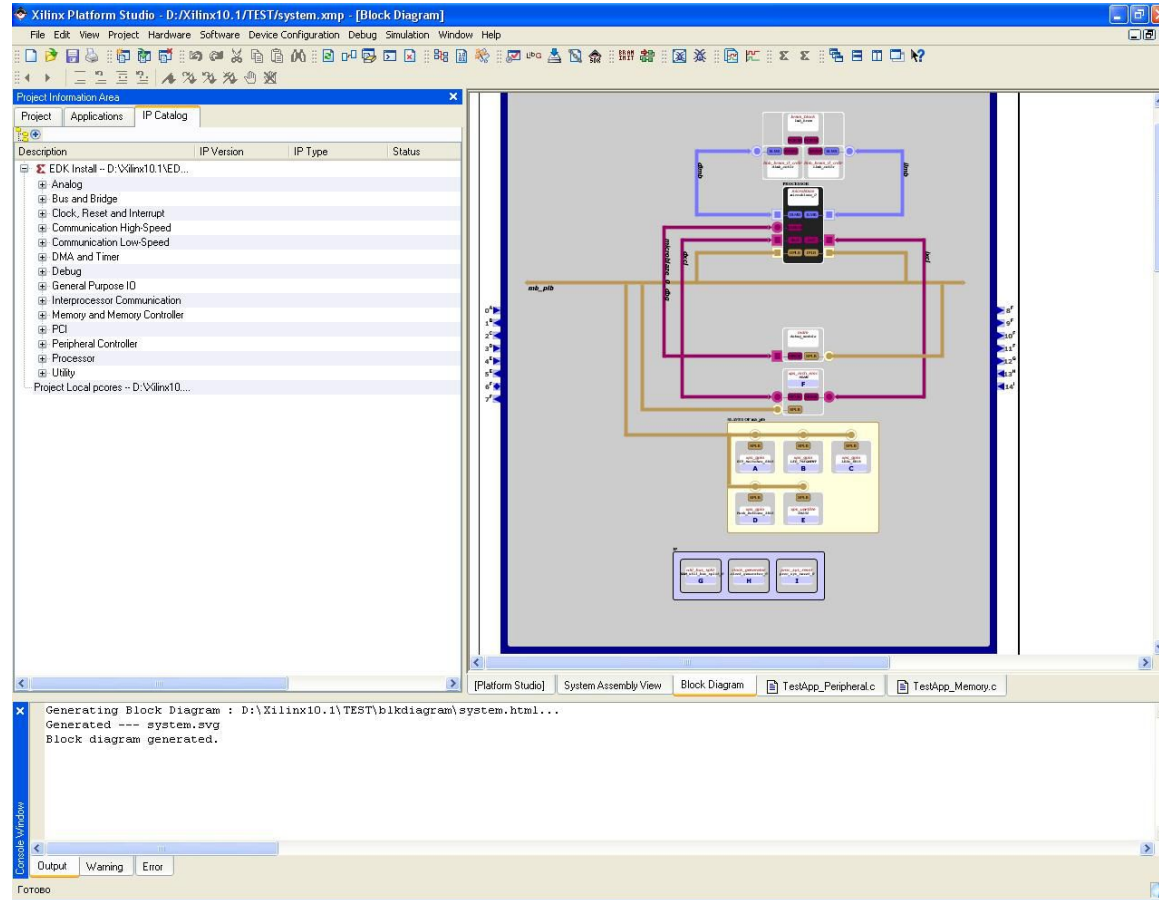 Xilinx Platform Studio - D:/Xilinx10.1/TEST/system.xmp - [Block Diagram]
File Edit View Project Hardware Software Device Configuration Debug Simulation Window Help
Project Information Area
Project Applications IP Catalog
Description IP Version IP Type Status
EDK Install -- D:\Xilinx10.1\ED...
Analog
Bus and Bridge
Clock, Reset and Interrupt
Communication High-Speed
Communication Low-Speed
DMA and Timer
Debug
General Purpose IO
Interprocessor Communication
Memory and Memory Controller
PCI
Peripheral Controller
Processor
Utility
Project Local pcores -- D:\Xilinx10....
dlmb
ilmb
PROCESSOR
microblaze_0_dbg
dxcl
ixcl
mb_plb
F
A B C
D E
G H I
[Platform Studio] System Assembly View Block Diagram TestApp_Peripheral.c TestApp_Memory.c
Generating Block Diagram : D:\Xilinx10.1\TEST\blkdiagram\system.html...
Generated --- system.svg
Block diagram generated.
Console Window
Output Warning Error
Готово